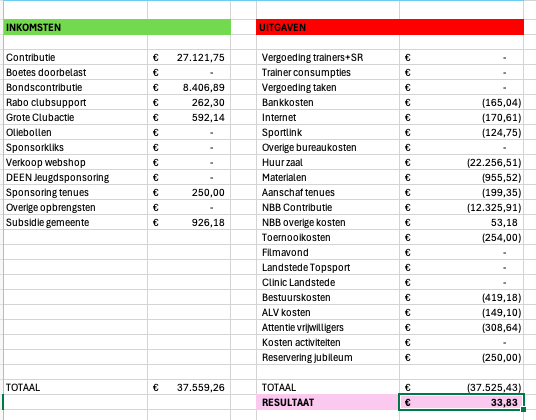 INKOMSTEN UITGAVEN
Contributie € 27.121,75 Vergoeding trainers+SR € -
Boetes doorbelast € - Trainer consumpties € -
Bondscontributie € 8.406,89 Vergoeding taken € -
Rabo clubsupport € 262,30 Bankkosten € (165,04)
Grote Clubactie € 592,14 Internet € (170,61)
Oliebollen € - Sportlink € (124,75)
Sponsorkliks € - Overige bureaukosten € -
Verkoop webshop € - Huur zaal € (22.256,51)
DEEN Jeugdsponsoring € - Materialen € (955,52)
Sponsoring tenues € 250,00 Aanschaf tenues € (199,35)
Overige opbrengsten € - NBB Contributie € (12.325,91)
Subsidie gemeente € 926,18 NBB overige kosten € 53,18
Toernooikosten € (254,00)
Filmavond € -
Landstede Topsport € -
Clinic Landstede € -
Bestuurskosten € (419,18)
ALV kosten € (149,10)
Attentie vrijwilligers € (308,64)
Kosten activiteiten € -
Reservering jubileum € (250,00)
TOTAAL € 37.559,26 TOTAAL € (37.525,43)
RESULTAAT € 33,83